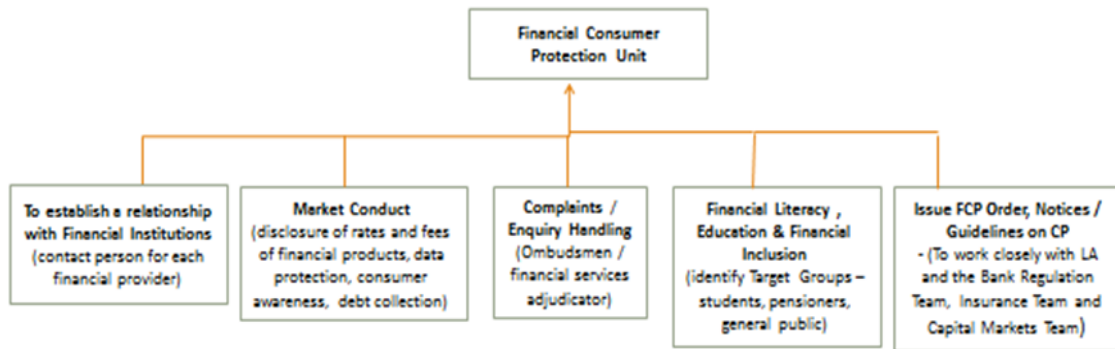 Financial Consumer
Protection Unit
To establish a relationship
with Financial Institutions
(contact person for each
financial provider)
Market Conduct
(disclosure of rates and fees
of financial products, data
protection, consumer
awareness, debt collection)
Complaints /
Enquiry Handling
(Ombudsmen /
financial services
adjudicator)
Financial Literacy ,
Education & Financial
Inclusion
(identify Target Groups –
students, pensioners,
general public)
Issue FCP Order, Notices /
Guidelines on CP
- (To work closely with LA
and the Bank Regulation
Team, Insurance Team and
Capital Markets Team)